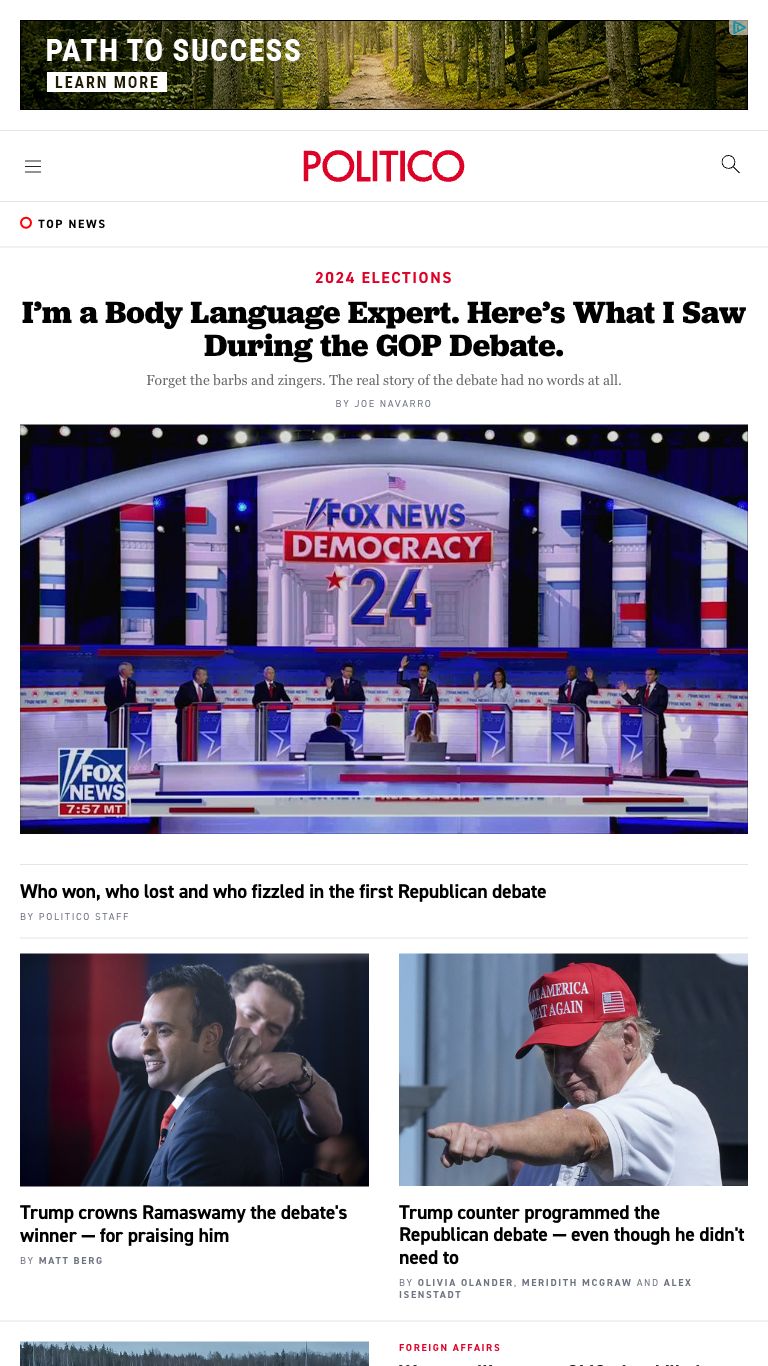 PATH TO SUCCESS
LEARN MORE
POLITICO
TOP NEWS
2024 ELECTIONS
I’m a Body Language Expert. Here’s What I Saw
During the GOP Debate.
Forget the barbs and zingers. The real story of the debate had no words at all.
BY JOE NAVARRO
FOX NEWS
DEMOCRACY
24
FOX
NEWS
7:57 MT
Who won, who lost and who fizzled in the first Republican debate
BY POLITICO STAFF
AMERICA
AGAIN
Trump crowns Ramaswamy the debate's
winner — for praising him
BY MATT BERG
Trump counter programmed the
Republican debate — even though he didn't
need to
BY OLIVIA OLANDER, MERIDITH MCGRAW AND ALEX
ISENSTADT
FOREIGN AFFAIRS